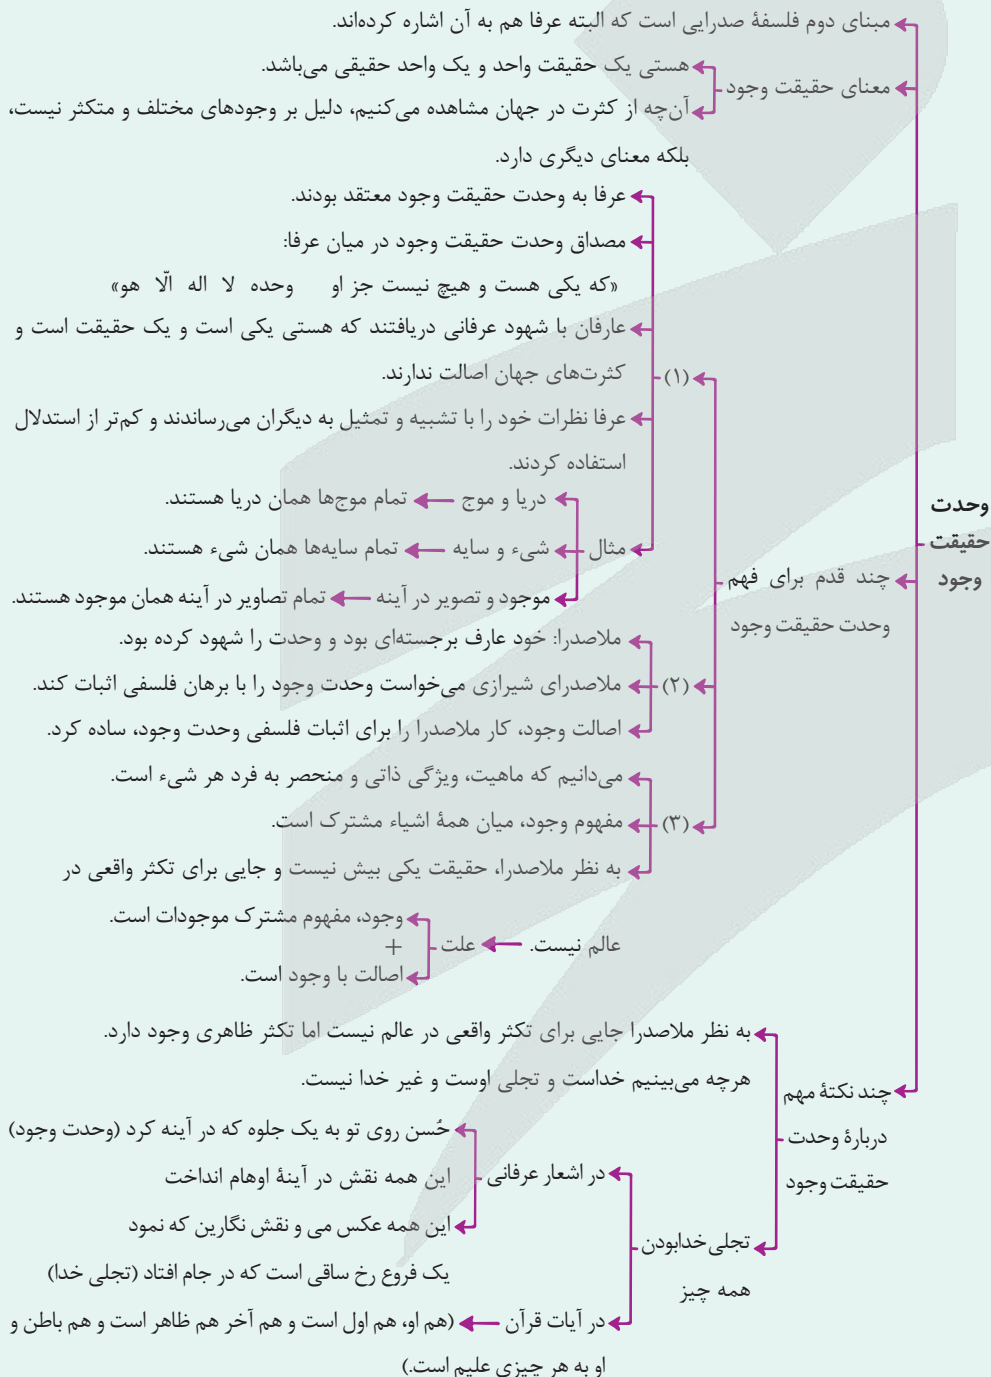 مبنای دوم فلسفهٔ صدرایی است که البته عرفا هم به آن اشاره کرده‌اند.
معنای حقیقت وجود
هستی یک حقیقت واحد و یک واحد حقیقی می‌باشد.
آن‌چه از کثرت در جهان مشاهده می‌کنیم، دلیل بر وجودهای مختلف و متکثر نیست،
بلکه معنای دیگری دارد.
وحدت
حقیقت
وجود
چند قدم برای فهم
وحدت حقیقت وجود
(۱)
عرفا به وحدت حقیقت وجود معتقد بودند.
مصداق وحدت حقیقت وجود در میان عرفا:
«که یکی هست و هیچ نیست جز او وحده لا اله الّا هو»
عارفان با شهود عرفانی دریافتند که هستی یکی است و یک حقیقت است و
کثرت‌های جهان اصالت ندارند.
عرفا نظرات خود را با تشبیه و تمثیل به دیگران می‌رساندند و کم‌تر از استدلال
استفاده کردند.
مثال
دریا و موج ← تمام موج‌ها همان دریا هستند.
شیء و سایه ← تمام سایه‌ها همان شیء هستند.
موجود و تصویر در آینه ← تمام تصاویر در آینه همان موجود هستند.
(۲)
ملاصدرا: خود عارف برجسته‌ای بود و وحدت را شهود کرده بود.
ملاصدرای شیرازی می‌خواست وحدت وجود را با برهان فلسفی اثبات کند.
اصالت وجود، کار ملاصدرا را برای اثبات فلسفی وحدت وجود، ساده کرد.
(۳)
می‌دانیم که ماهیت، ویژگی ذاتی و منحصر به فرد هر شیء است.
مفهوم وجود، میان همهٔ اشیاء مشترک است.
به نظر ملاصدرا، حقیقت یکی بیش نیست و جایی برای تکثر واقعی در
عالم نیست. ← علت
وجود، مفهوم مشترک موجودات است.
+
اصالت با وجود است.
چند نکتهٔ مهم
دربارهٔ وحدت
حقیقت وجود
به نظر ملاصدرا جایی برای تکثر واقعی در عالم نیست اما تکثر ظاهری وجود دارد.
هرچه می‌بینیم خداست و تجلی اوست و غیر خدا نیست.
تجلی خدابودن
همه چیز
در اشعار عرفانی
حُسن روی تو به یک جلوه که در آینه کرد (وحدت وجود)
این همه نقش در آینهٔ اوهام انداخت
این همه عکس می و نقش نگارین که نمود
یک فروغ رخ ساقی است که در جام افتاد (تجلی خدا)
در آیات قرآن ← (هم او، هم اول است و هم آخر هم ظاهر است و هم باطن و
او به هر چیزی علیم است.)